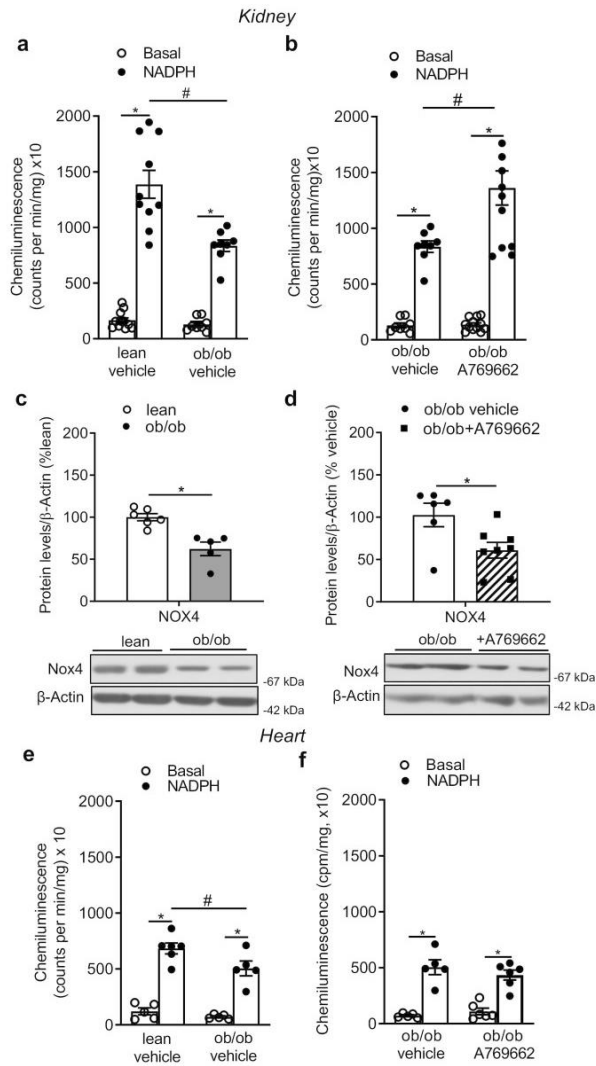 Kidney
a
Basal
NADPH
#
*
*
2000
1500
1000
500
0
Chemiluminescence
(counts per min/mg) x10
lean
vehicle
ob/ob
vehicle
b
Basal
NADPH
#
*
*
2000
1500
1000
500
0
Chemiluminescence
(counts per min/mg)x10
ob/ob
vehicle
ob/ob
A769662
c
lean
ob/ob
*
200
150
100
50
0
Protein levels/β-Actin (%lean)
NOX4
lean
ob/ob
Nox4
-67 kDa
β-Actin
-42 kDa
d
ob/ob vehicle
ob/ob+A769662
*
200
150
100
50
0
Protein levels/β-Actin (% vehicle)
NOX4
ob/ob
+A769662
Nox4
-67 kDa
β-Actin
-42 kDa
Heart
e
Basal
NADPH
#
*
*
2000
1500
1000
500
0
Chemiluminescence
(counts per min/mg) x 10
lean
vehicle
ob/ob
vehicle
f
Basal
NADPH
*
*
2000
1500
1000
500
0
Chemiluminescence (cpm/mg, x10)
ob/ob
vehicle
ob/ob
A769662